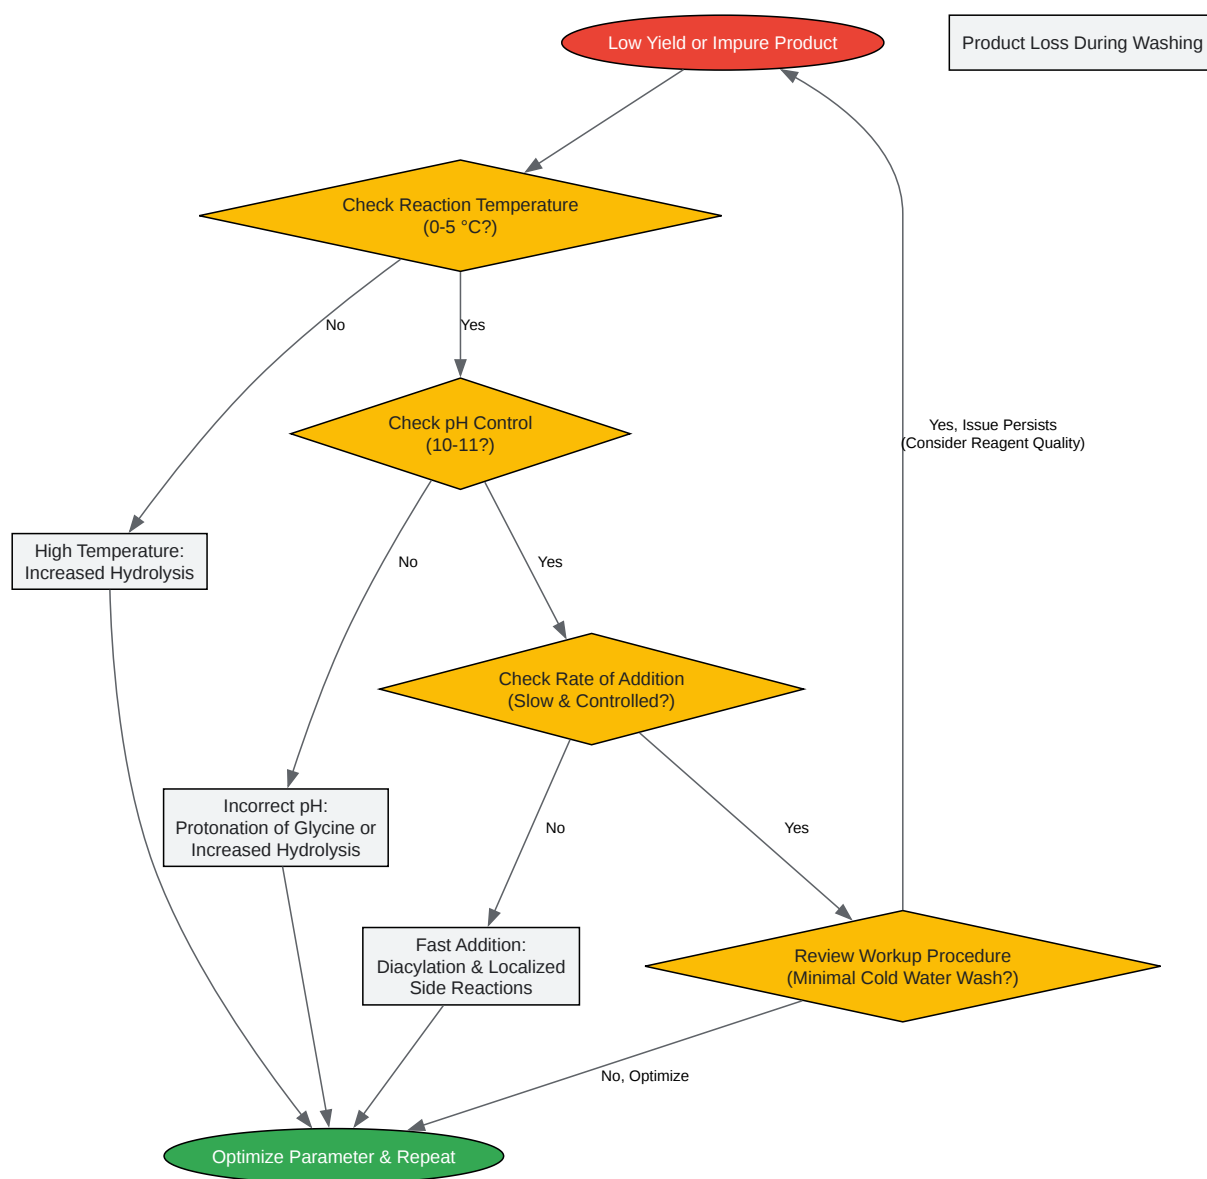 Low Yield or Impure Product
Product Loss During Washing
Check Reaction Temperature
(0-5 °C?)
No
Yes
Check pH Control
(10-11?)
Yes, Issue Persists
(Consider Reagent Quality)
High Temperature:
Increased Hydrolysis
No
Yes
Check Rate of Addition
(Slow & Controlled?)
Incorrect pH:
Protonation of Glycine or
Increased Hydrolysis
No
Yes
Fast Addition:
Diacylation & Localized
Side Reactions
Review Workup Procedure
(Minimal Cold Water Wash?)
No, Optimize
Optimize Parameter & Repeat